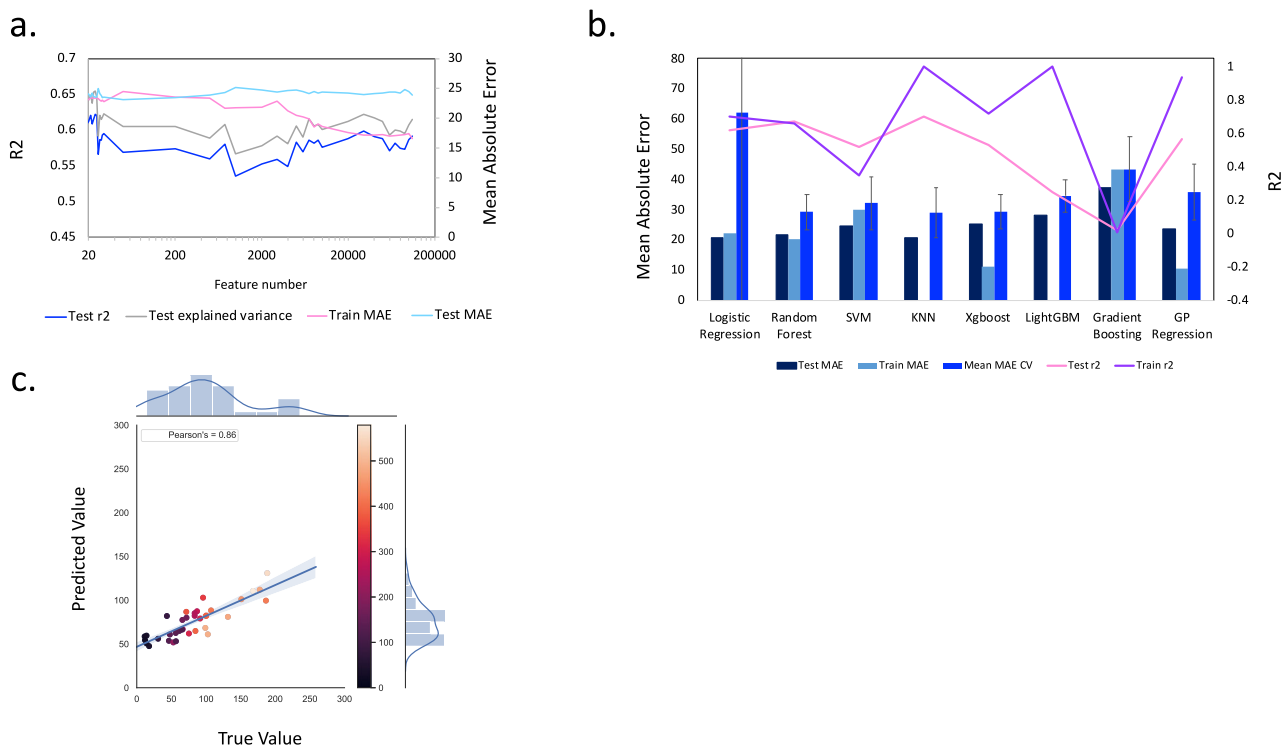 a.
R2
0.7
0.65
0.6
0.55
0.5
0.45
30
25
20
15
10
5
0
Mean Absolute Error
20
200
2000
20000
200000
Feature number
Test r2
Test explained variance
Train MAE
Test MAE
b.
Mean Absolute Error
80
70
60
50
40
30
20
10
0
1
0.8
0.6
0.4
0.2
0
-0.2
-0.4
R2
Logistic
Regression
Random
Forest
SVM
KNN
Xgboost
LightGBM
Gradient
Boosting
GP
Regression
Test MAE
Train MAE
Mean MAE CV
Test r2
Train r2
c.
Predicted Value
300
250
200
150
100
50
0
Pearson's = 0.86
500
400
300
200
100
0
0
50
100
150
200
250
300
True Value